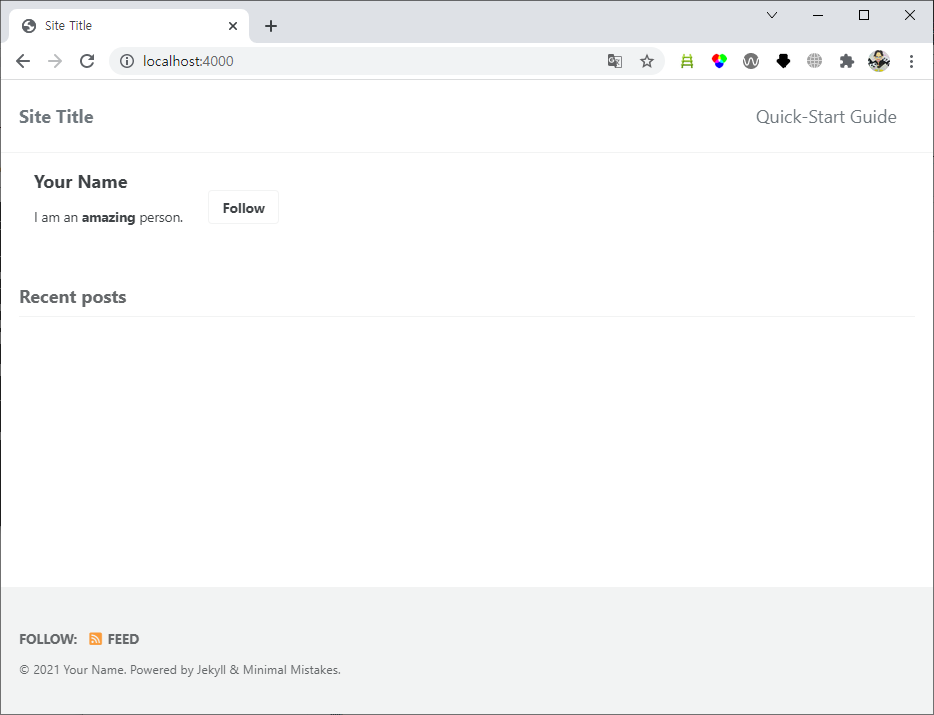 Site Title
localhost:4000
Site Title
Quick-Start Guide
Your Name
I am an amazing person.
Follow
Recent posts
FOLLOW: FEED
© 2021 Your Name. Powered by Jekyll & Minimal Mistakes.